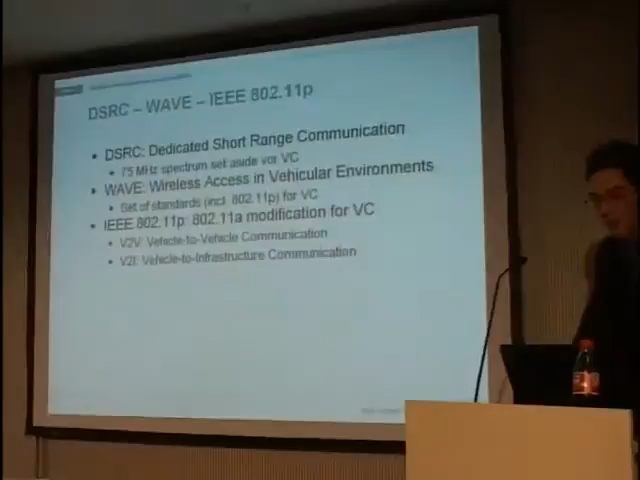 DSRC – WAVE – IEEE 802.11p
• DSRC: Dedicated Short Range Communication
• 75 MHz spectrum set aside vor VC
• WAVE: Wireless Access in Vehicular Environments
• Set of standards (incl. 802.11p) for VC
• IEEE 802.11p: 802.11a modification for VC
• V2V: Vehicle-to-Vehicle Communication
• V2I: Vehicle-to-Infrastructure Communication